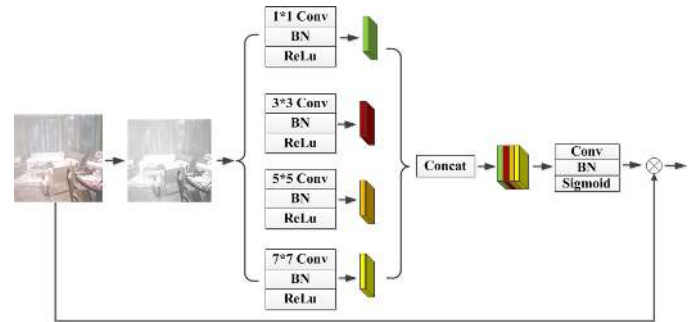 1*1 Conv
BN
ReLu
3*3 Conv
BN
ReLu
5*5 Conv
BN
ReLu
7*7 Conv
BN
ReLu
Concat
Conv
BN
Sigmoid